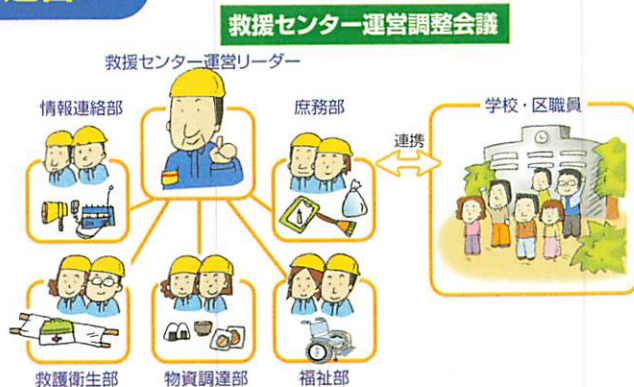 救援センター運営調整会議
救援センター運営リーダー
情報連絡部
庶務部
学校・区職員
連携
救護衛生部
物資調達部
福祉部